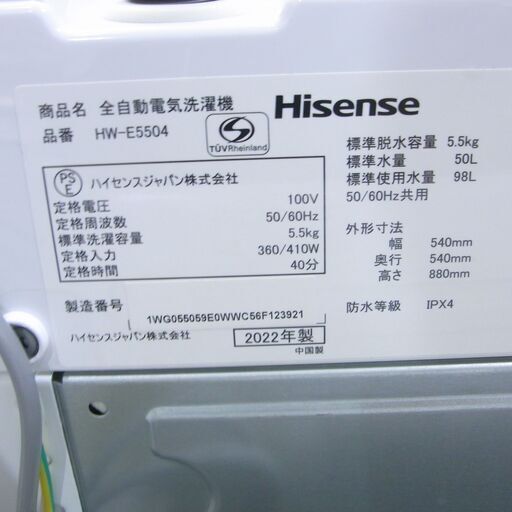 商品名 全自動電気洗濯機
品番 HW-E5504
S
TÜVRheinland
Hisense
PS
E
ハイセンスジャパン株式会社
定格電圧 100V
定格周波数 50/60Hz
標準洗濯容量 5.5kg
定格入力 360/410W
定格入時間 40分
標準脱水容量 5.5kg
標準水量 50L
標準使用水量 98L
50/60Hz共用
外形寸法
幅 540mm
奥行 540mm
高さ 880mm
製造番号 1WG055059E0WWC56F123921
防水等級 IPX4
ハイセンスジャパン株式会社 2022年製
中国製